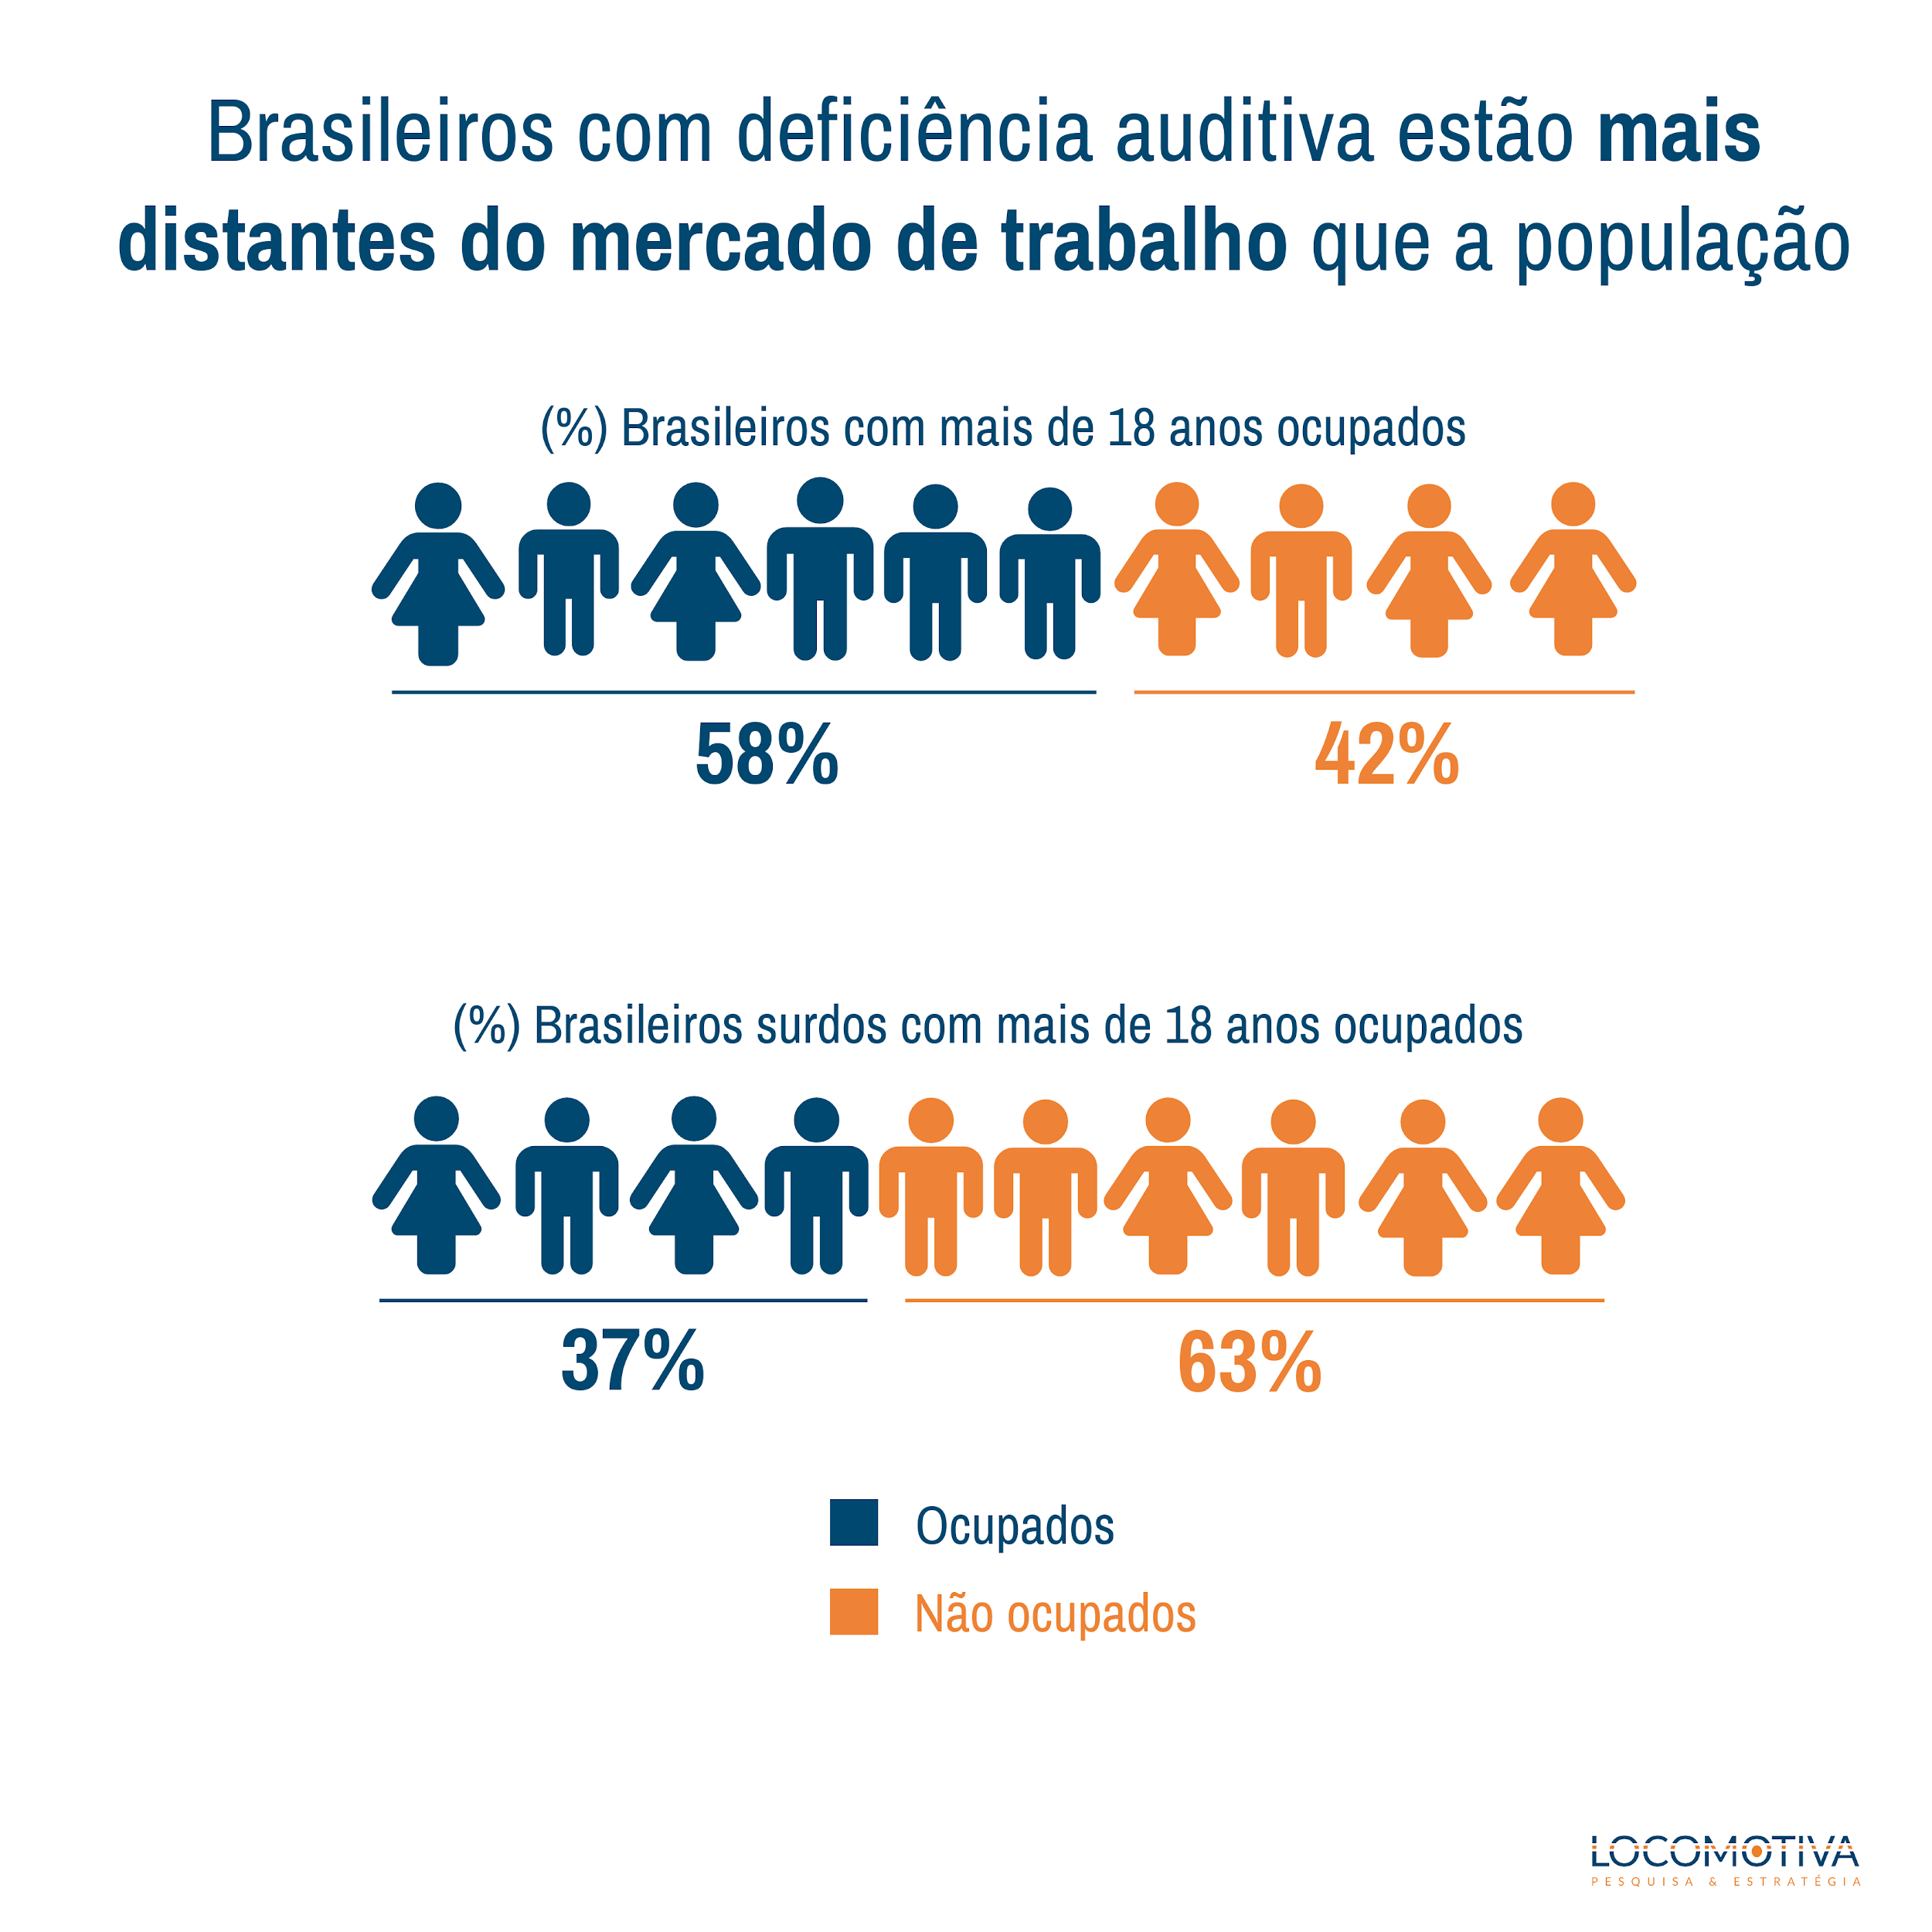 Brasileiros com deficiência auditiva estão mais
distantes do mercado de trabalho que a população
(%) Brasileiros com mais de 18 anos ocupados
58% 42%
(%) Brasileiros surdos com mais de 18 anos ocupados
37% 63%
Ocupados
Não ocupados
LOCOMOTIVA
PESQUISA & ESTRATÉGIA